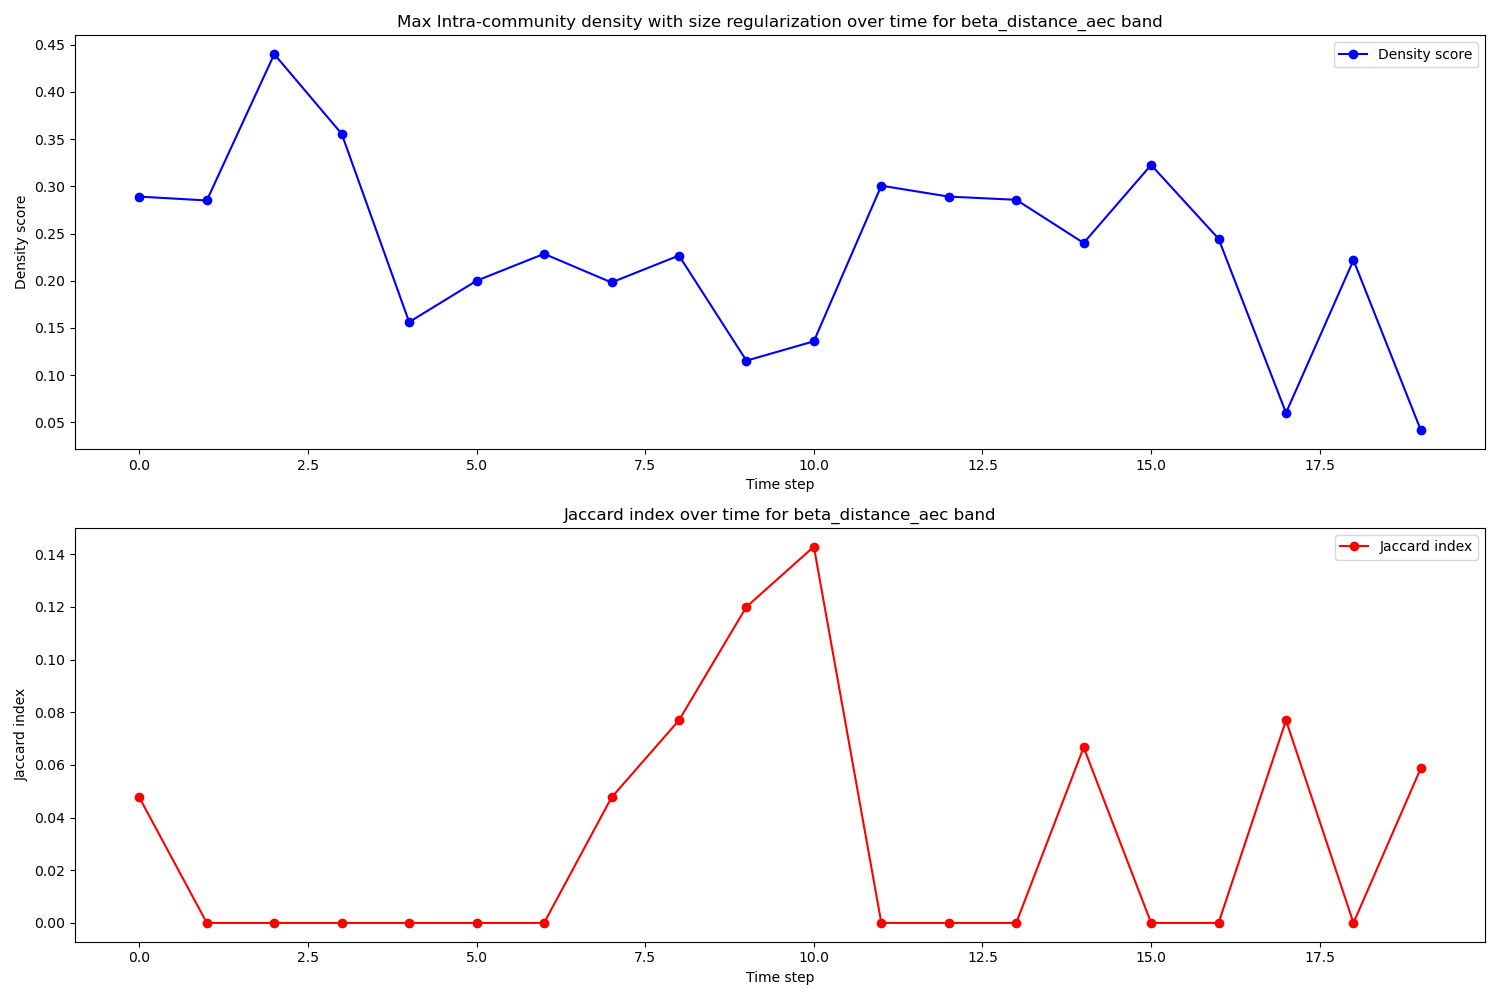 Max Intra-community density with size regularization over time for beta_distance_aec band
Density score
0.45
0.40
0.35
0.30
0.25
0.20
0.15
0.10
0.05
Density score
0.0 2.5 5.0 7.5 10.0 12.5 15.0 17.5
Time step
Jaccard index over time for beta_distance_aec band
Jaccard index
0.14
0.12
0.10
0.08
0.06
0.04
0.02
0.00
Jaccard index
0.0 2.5 5.0 7.5 10.0 12.5 15.0 17.5
Time step